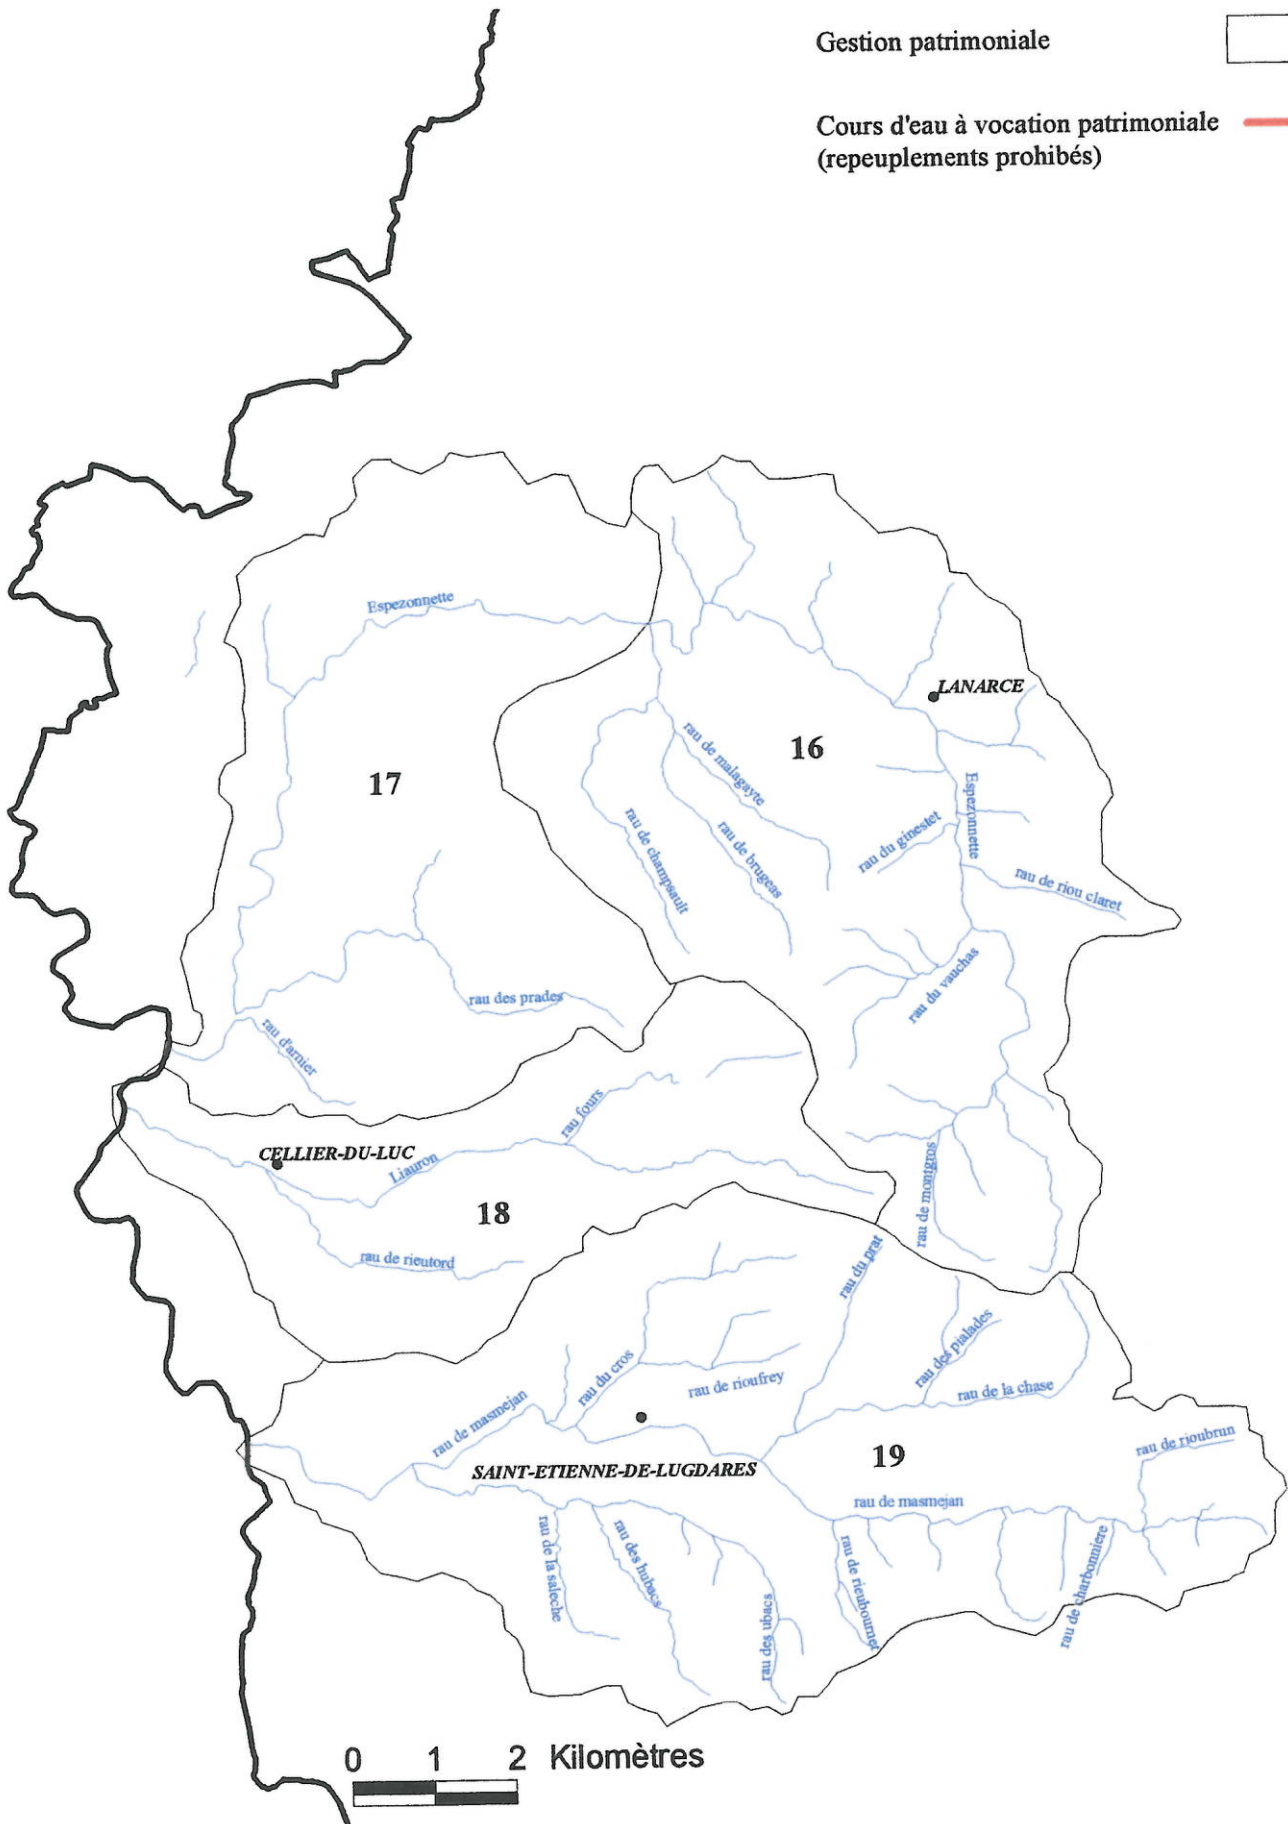 Gestion patrimoniale
Cours d'eau à vocation patrimoniale
(repeuplements prohibés)
Espezonnette
LANARCE
16
17
rau de malagayte
Espezonnette
rau de champsault
rau de brugeas
rau du ginestet
rau de riou claret
rau du vauchas
rau des prades
rau d'arnier
rau fours
CELLIER-DU-LUC
Liauron
rau de montgros
18
rau de rieutord
rau du prat
rau des pialades
rau du cros
rau de rioufrey
rau de la chase
rau de masmejan
rau de rioubrun
19
SAINT-ETIENNE-DE-LUGDARES
rau de masmejan
rau de la saleche
rau des hubacs
rau des ubacs
rau de rieubournet
rau de charbonniere
0 1 2 Kilomètres